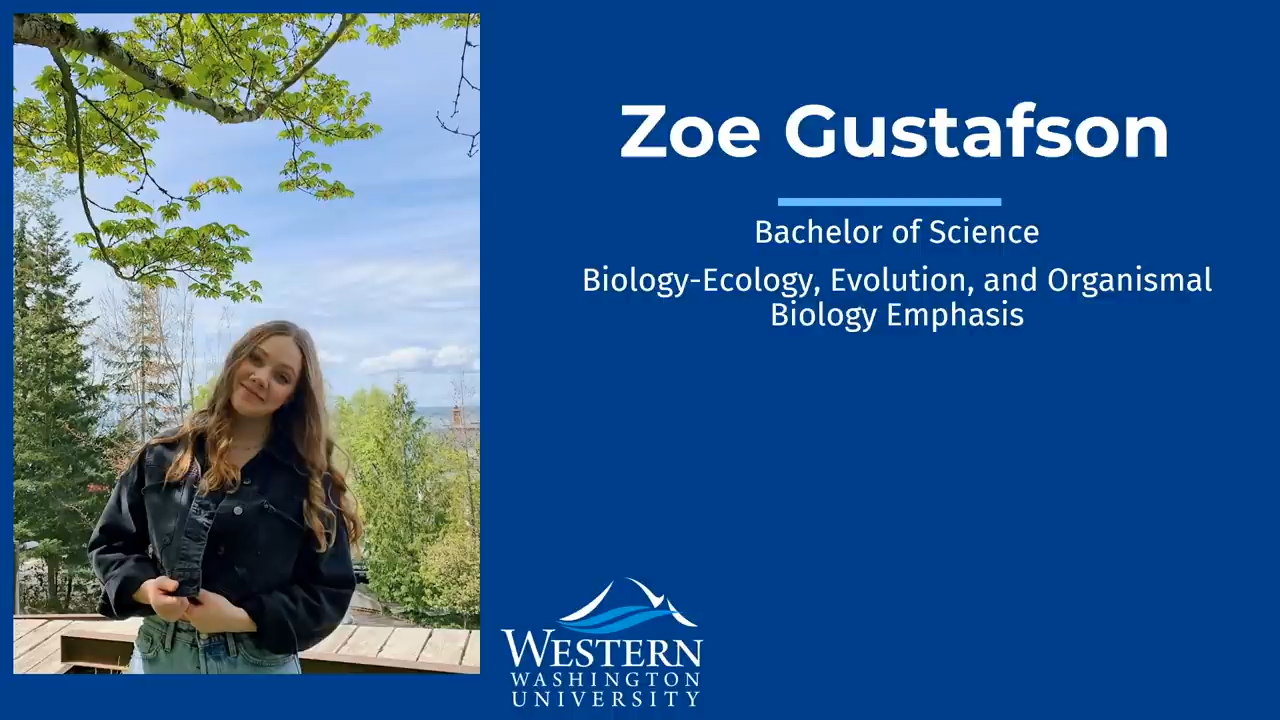 Zoe Gustafson
Bachelor of Science
Biology-Ecology, Evolution, and Organismal
Biology Emphasis
WESTERN
WASHINGTON
UNIVERSITY